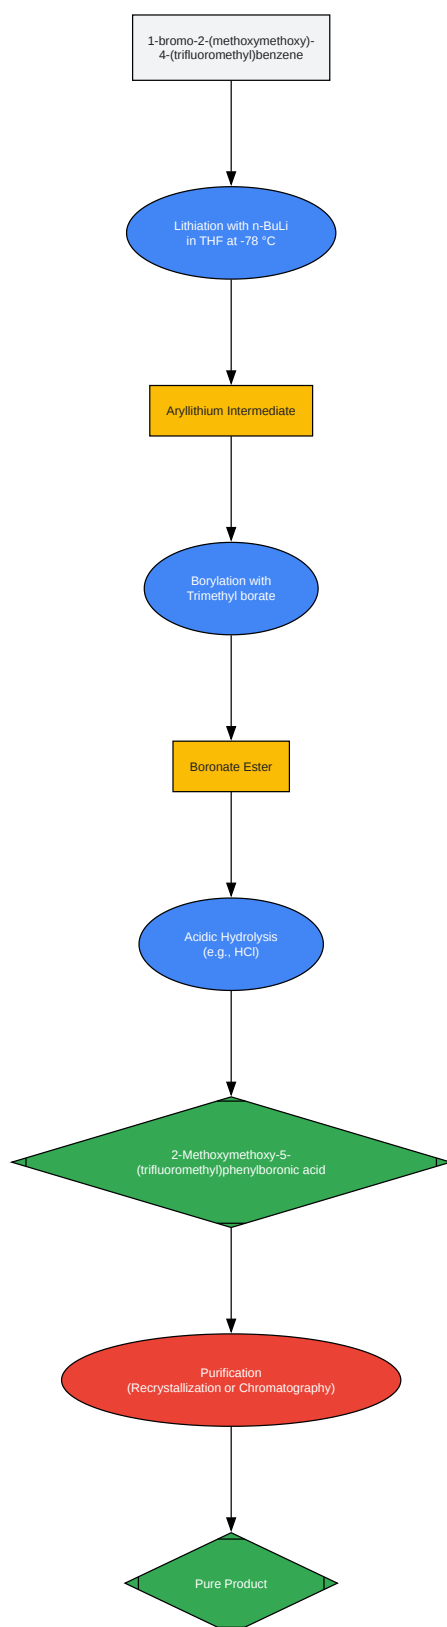 1-bromo-2-(methoxymethoxy)-
4-(trifluoromethyl)benzene
Lithiation with n-BuLi
in THF at -78 °C
Aryllithium Intermediate
Borylation with
Trimethyl borate
Boronate Ester
Acidic Hydrolysis
(e.g., HCl)
2-Methoxymethoxy-5-
(trifluoromethyl)phenylboronic acid
Purification
(Recrystallization or Chromatography)
Pure Product